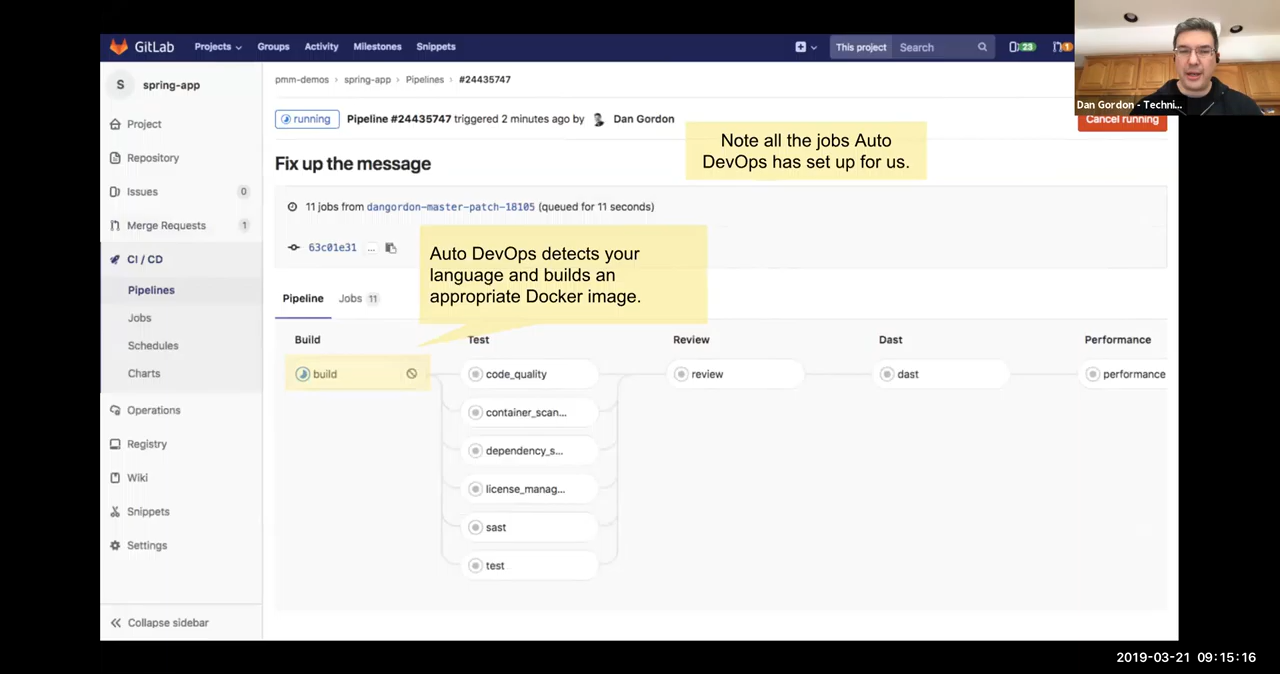 GitLab Projects Groups Activity Milestones Snippets This project Search 23 1
Dan Gordon - Techni...
S spring-app
pmm-demos › spring-app › Pipelines › #24435747
running Pipeline #24435747 triggered 2 minutes ago by Dan Gordon
Cancel running
Note all the jobs Auto
DevOps has set up for us.
Fix up the message
11 jobs from dangordon-master-patch-18105 (queued for 11 seconds)
63c01e31 ...
Auto DevOps detects your
language and builds an
appropriate Docker image.
Project
Repository
Issues 0
Merge Requests 1
CI / CD
Pipelines
Jobs
Schedules
Charts
Operations
Registry
Wiki
Snippets
Settings
Collapse sidebar
Pipeline Jobs 11
Build Test Review Dast Performance
build code_quality review dast performance
container_scan...
dependency_s...
license_manag...
sast
test
2019-03-21 09:15:16